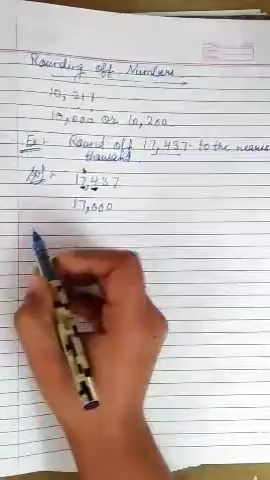 Rounding off Numbers
10,217
10,000 or 10,200
Ex:- Round off 17,437 to the nearest
thousand.
Sol:- 17,437
17,000